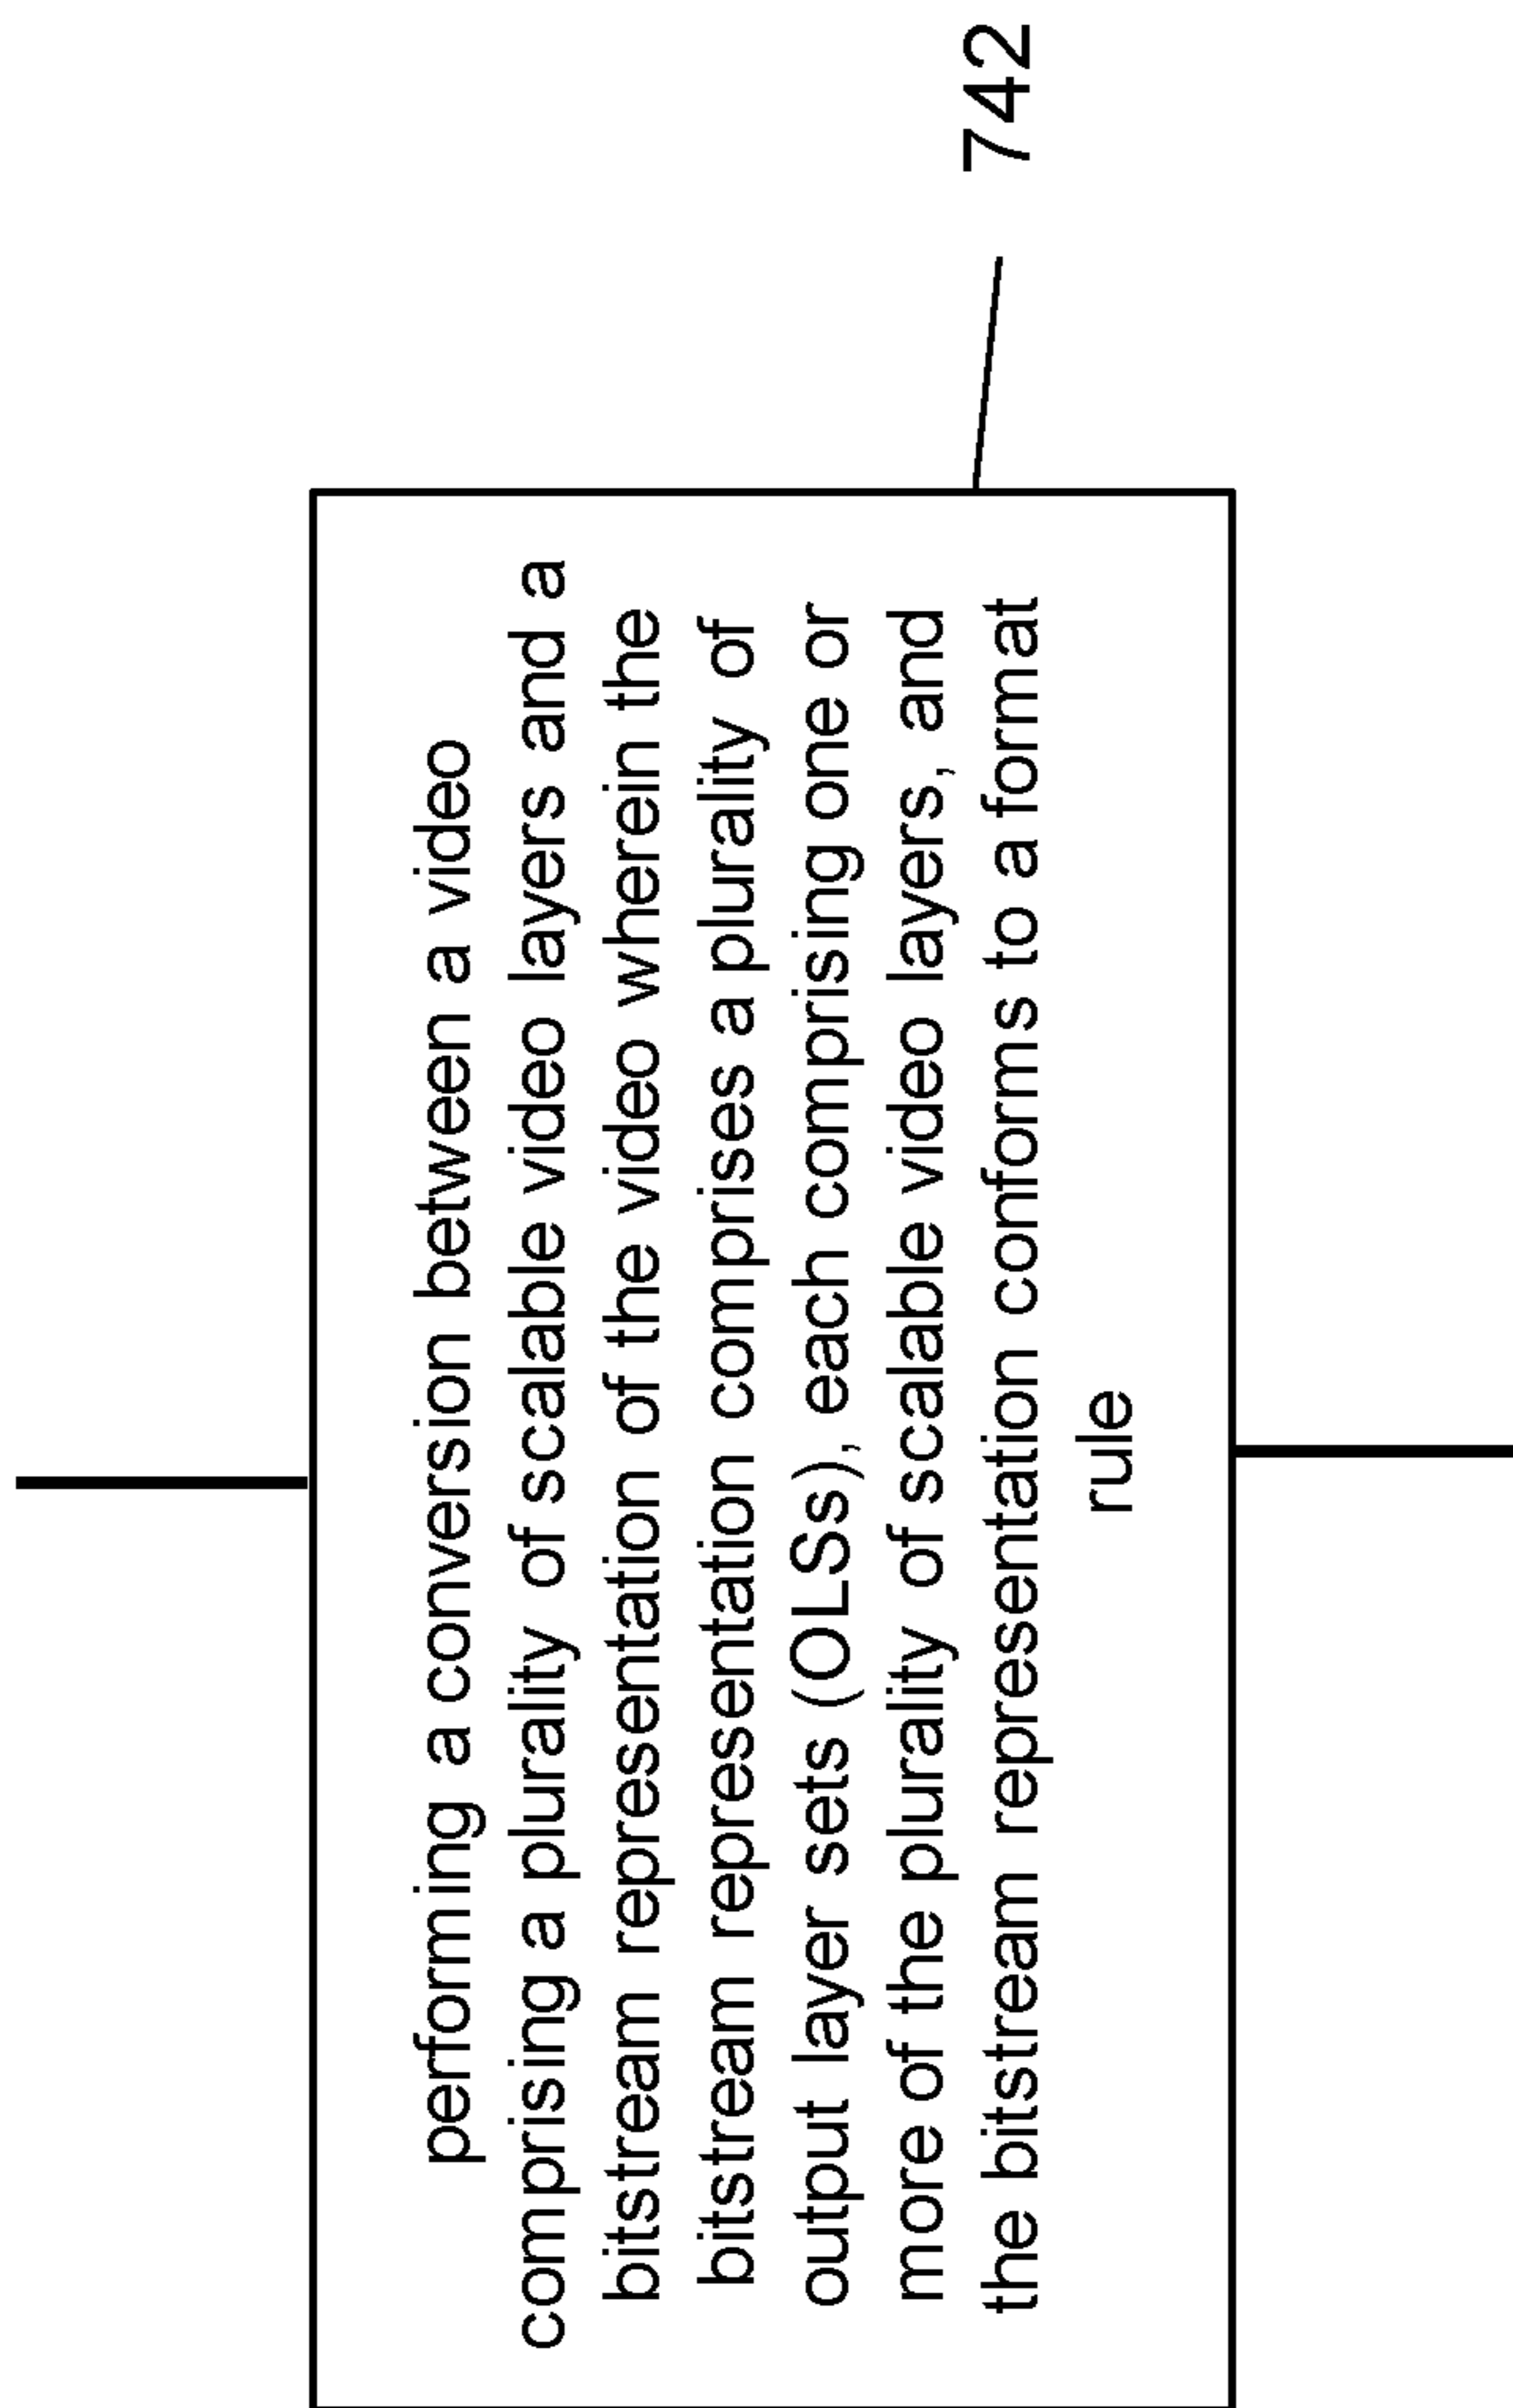 performing a conversion between a video
comprising a plurality of scalable video layers and a
bitstream representation of the video wherein the
bitstream representation comprises a plurality of
output layer sets (OLSs), each comprising one or
more of the plurality of scalable video layers, and
the bitstream representation conforms to a format
rule
742